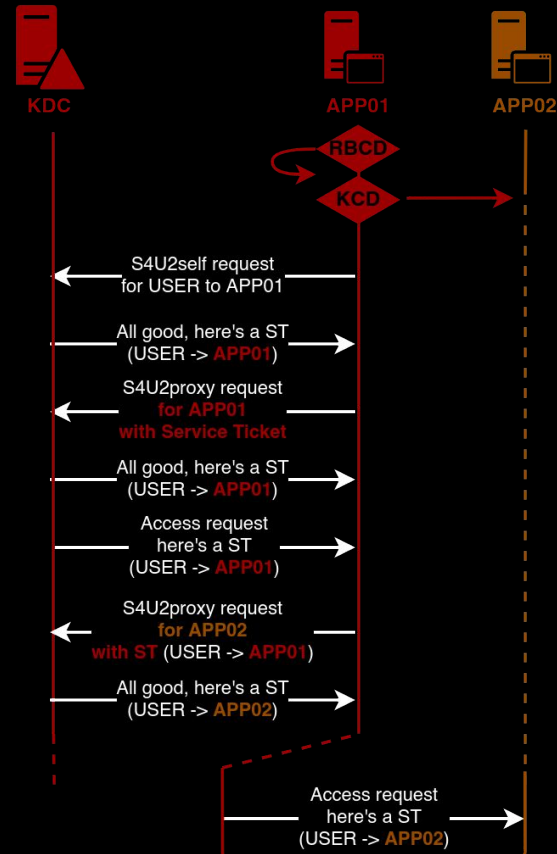 KDC
APP01
APP02
RBCD
KCD
S4U2self request
for USER to APP01
All good, here's a ST
(USER -> APP01)
S4U2proxy request
for APP01
with Service Ticket
All good, here's a ST
(USER -> APP01)
Access request
here's a ST
(USER -> APP01)
S4U2proxy request
for APP02
with ST (USER -> APP01)
All good, here's a ST
(USER -> APP02)
Access request
here's a ST
(USER -> APP02)